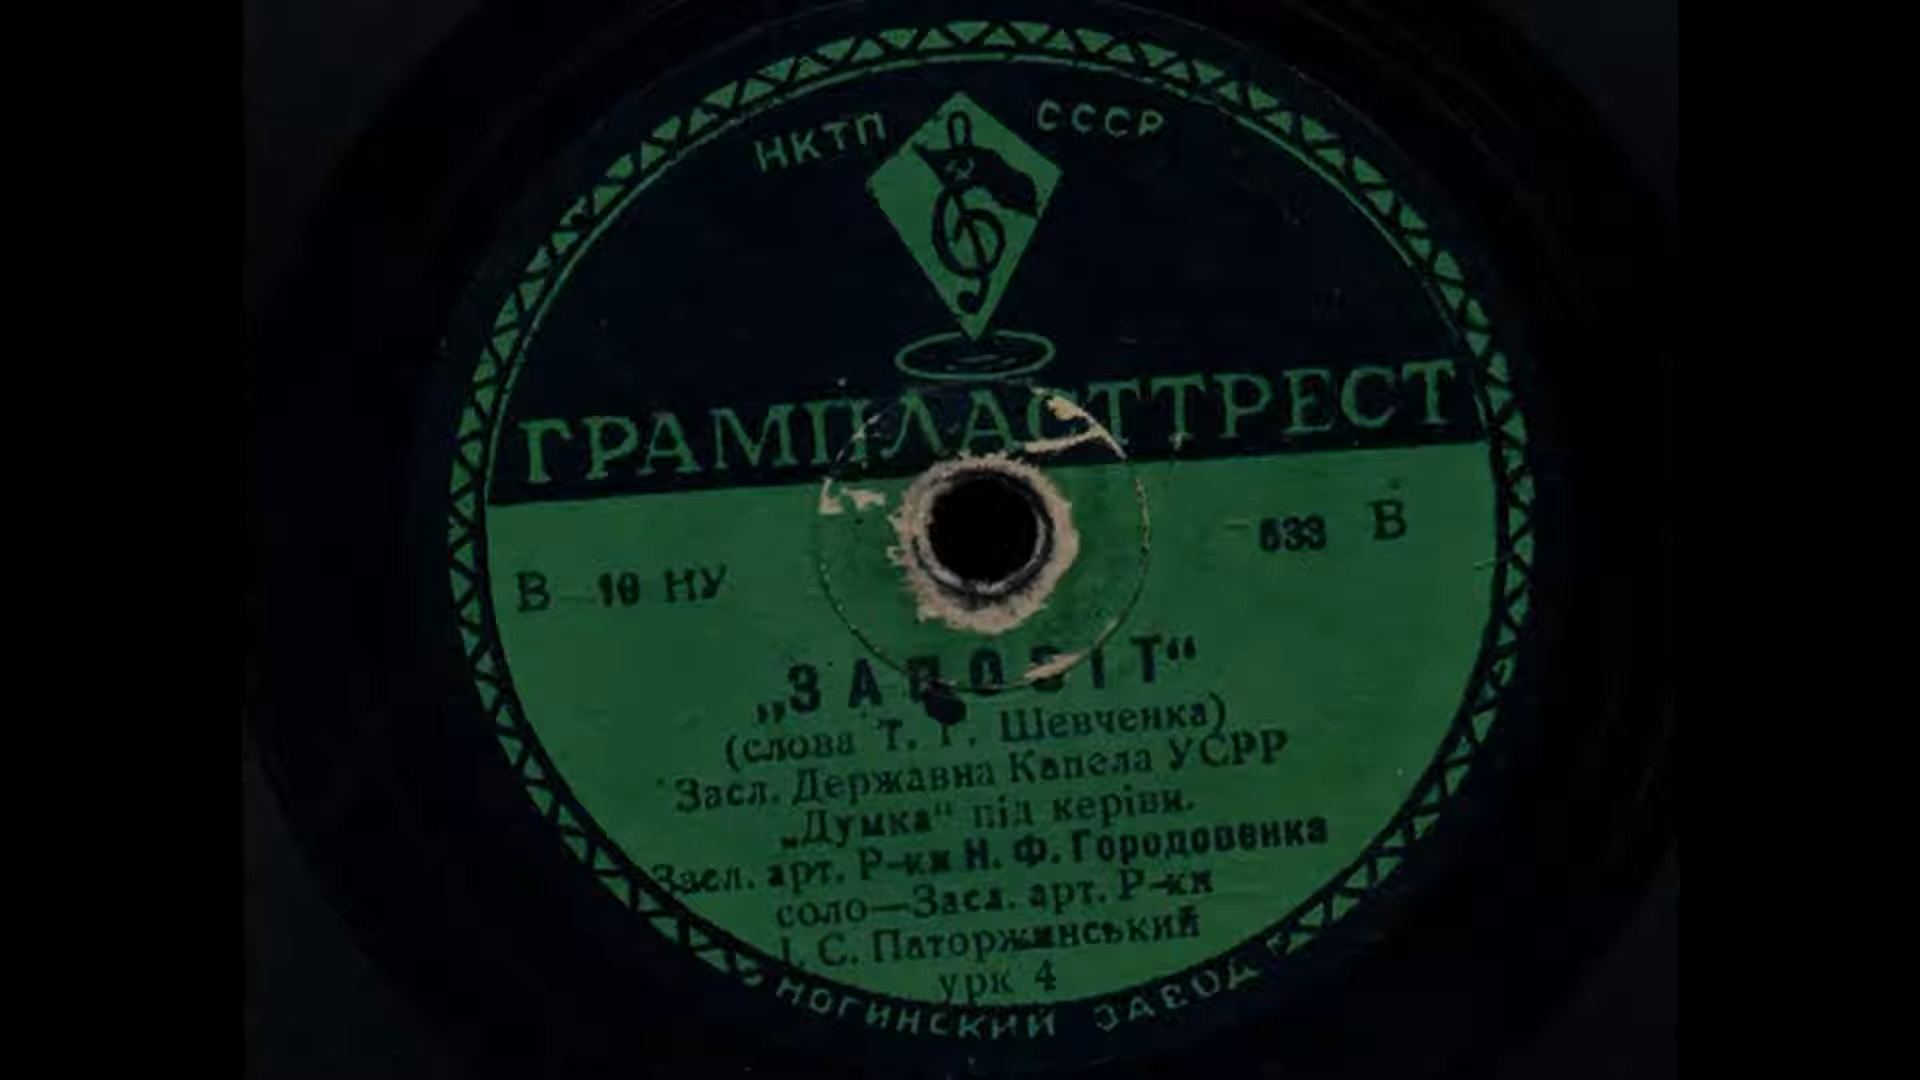 НКТП СССР
ГРАМПЛАСТТРЕСТ
В 10 НУ 533 В
„ЗАПОВІТ“
(слова Т. Г. Шевченка)
Засл. Державна Капела УСРР
„Думка“ під керівн.
Засл. арт. Р-ки Н. Ф. Городовенка
соло—Засл. арт. Р-ки
І. С. Паторжинський
урк 4
НОГИНСКИЙ ЗАВОД